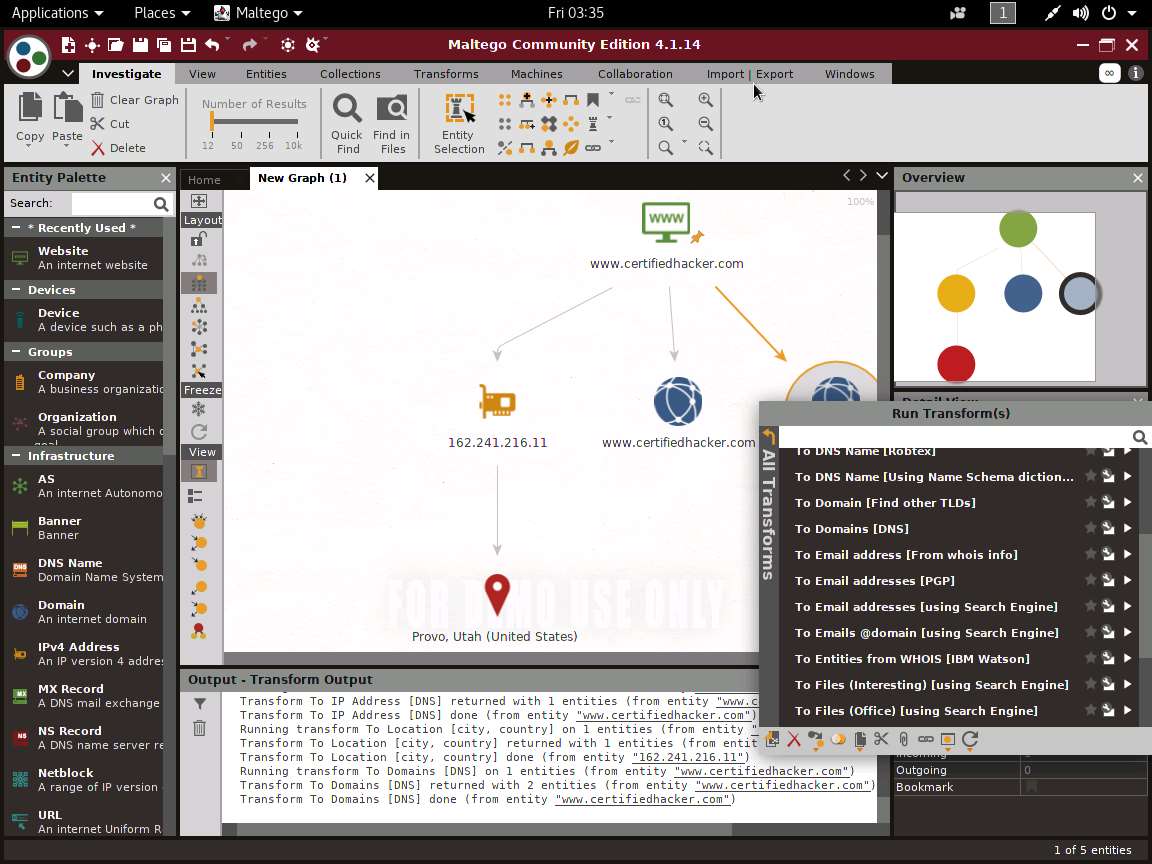 Applications Places Maltego Fri 03:35 1
Maltego Community Edition 4.1.14
Investigate View Entities Collections Transforms Machines Collaboration Import | Export Windows
Copy Paste Clear Graph Cut Delete
Number of Results
12 50 256 10k
Quick Find
Find in Files
Entity Selection
Entity Palette
Search:
* Recently Used *
Website
An internet website
Devices
Device
A device such as a ph
Groups
Company
A business organizatio
Organization
A social group which
Infrastructure
AS
An internet Autonomo
Banner
Banner
DNS Name
Domain Name System
Domain
An internet domain
IPv4 Address
An IP version 4 addre
MX Record
A DNS mail exchange
NS Record
A DNS name server re
Netblock
A range of IP version
URL
An internet Uniform R
Home New Graph (1)
Layout
Freeze
View
100%
WWW
www.certifiedhacker.com
162.241.216.11
www.certifiedhacker.com
Provo, Utah (United States)
FOR DEMO USE ONLY
Output - Transform Output
Transform To IP Address [DNS] returned with 1 entities (from entity "www.c
Transform To IP Address [DNS] done (from entity "www.certifiedhacker.com")
Running transform To Location [city, country] on 1 entities (from entity "
Transform To Location [city, country] returned with 1 entities (from entity
Transform To Location [city, country] done (from entity "162.241.216.11")
Running transform To Domains [DNS] on 1 entities (from entity "www.certifiedhacker.com")
Transform To Domains [DNS] returned with 2 entities (from entity "www.certifiedhacker.com")
Transform To Domains [DNS] done (from entity "www.certifiedhacker.com")
Overview
Run Transform(s)
All Transforms
To DNS Name [Robtex]
To DNS Name [Using Name Schema diction...
To Domain [Find other TLDs]
To Domains [DNS]
To Email address [From whois info]
To Email addresses [PGP]
To Email addresses [using Search Engine]
To Emails @domain [using Search Engine]
To Entities from WHOIS [IBM Watson]
To Files (Interesting) [using Search Engine]
To Files (Office) [using Search Engine]
Outgoing 0
Bookmark
1 of 5 entities